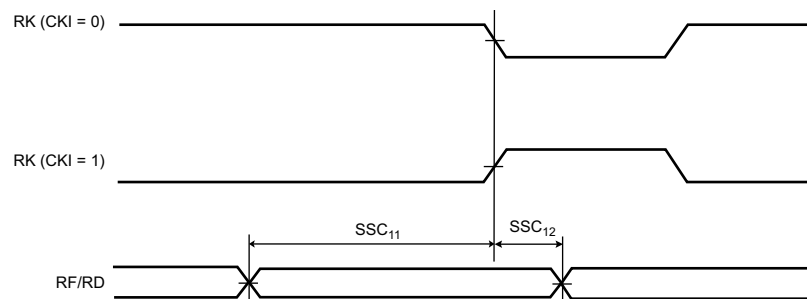 RK (CKI = 0)
RK (CKI = 1)
SSC₁₁
SSC₁₂
RF/RD